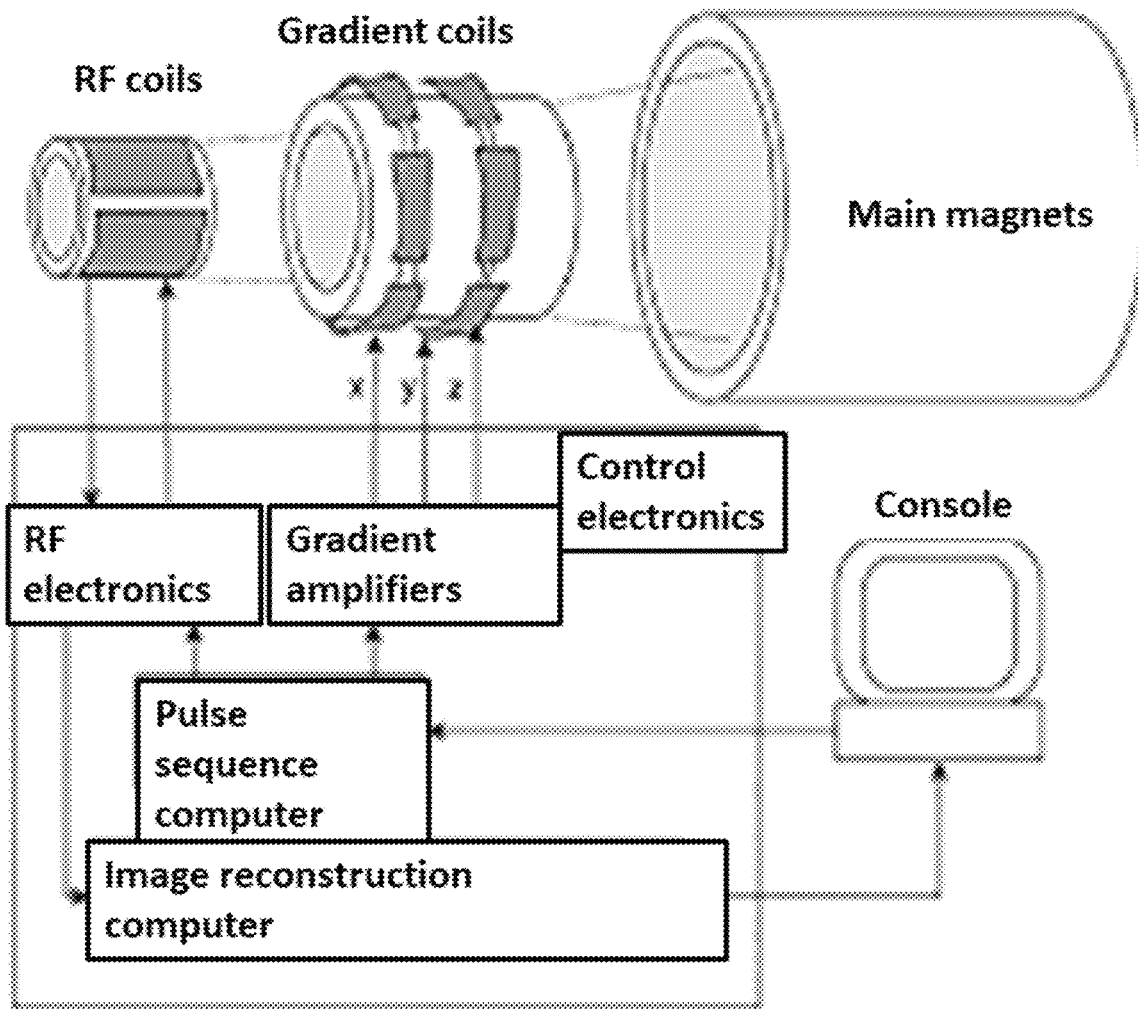 Gradient coils
RF coils
Main magnets
x y z
Control
electronics
Console
RF
electronics
Gradient
amplifiers
Pulse
sequence
computer
Image reconstruction
computer